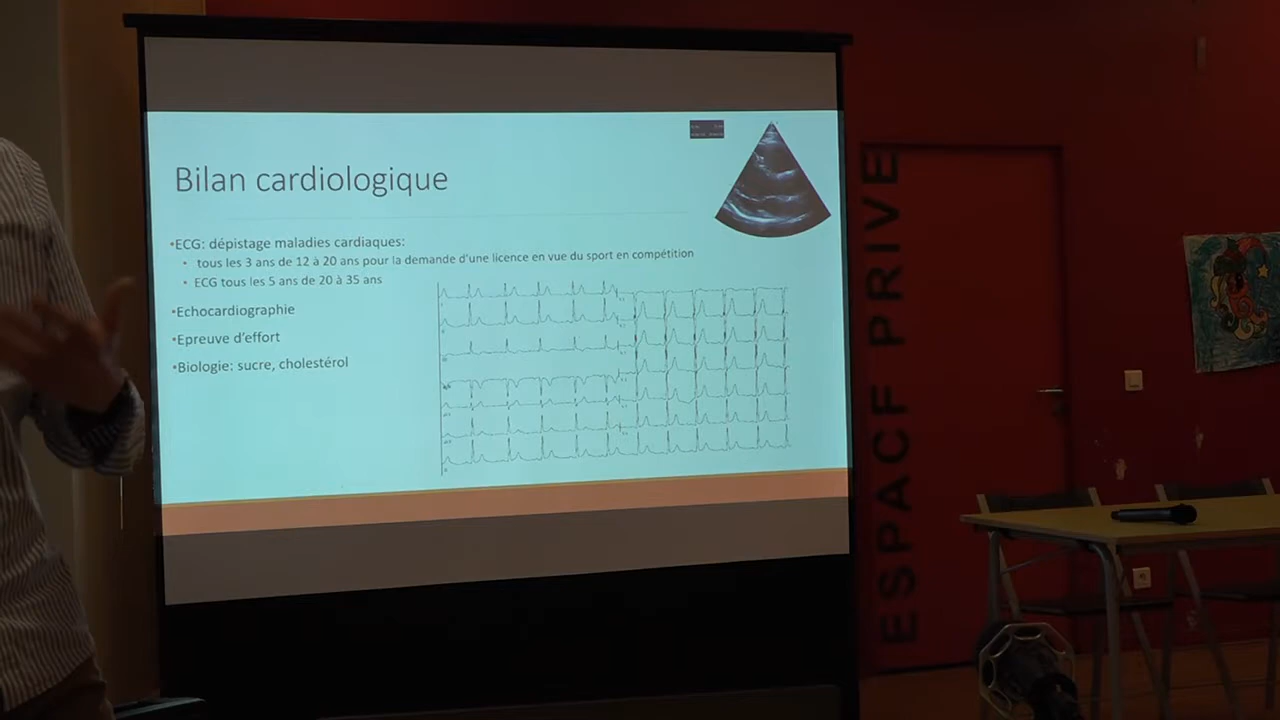 Bilan cardiologique
•ECG: dépistage maladies cardiaques:
• tous les 3 ans de 12 à 20 ans pour la demande d'une licence en vue du sport en compétition
• ECG tous les 5 ans de 20 à 35 ans
•Echocardiographie
•Epreuve d'effort
•Biologie: sucre, cholestérol
ESPACE PRIVE